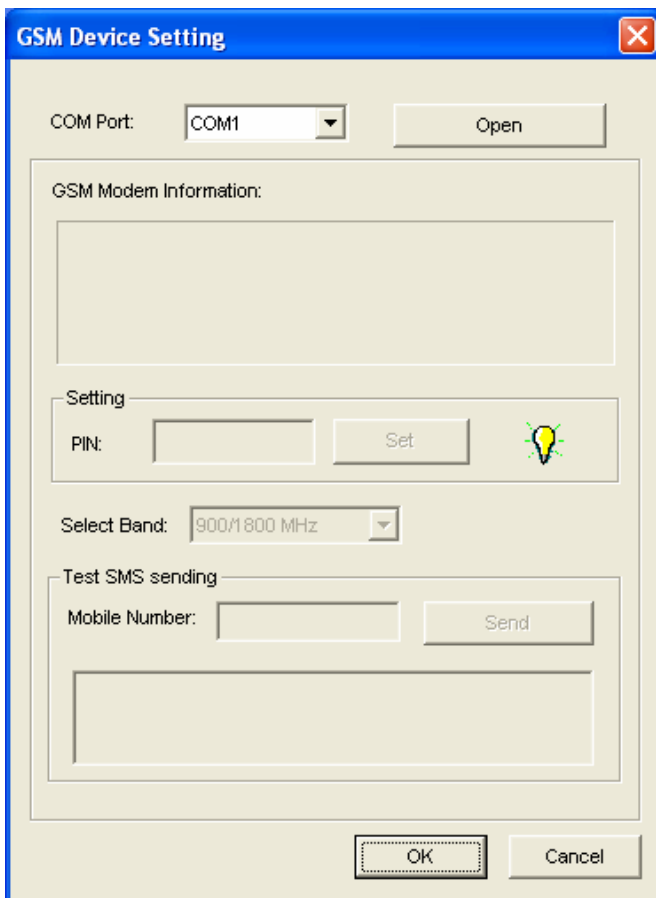 GSM Device Setting
COM Port: COM1 Open
GSM Modem Information:
Setting
PIN: Set
Select Band: 900/1800 MHz
Test SMS sending
Mobile Number: Send
OK Cancel